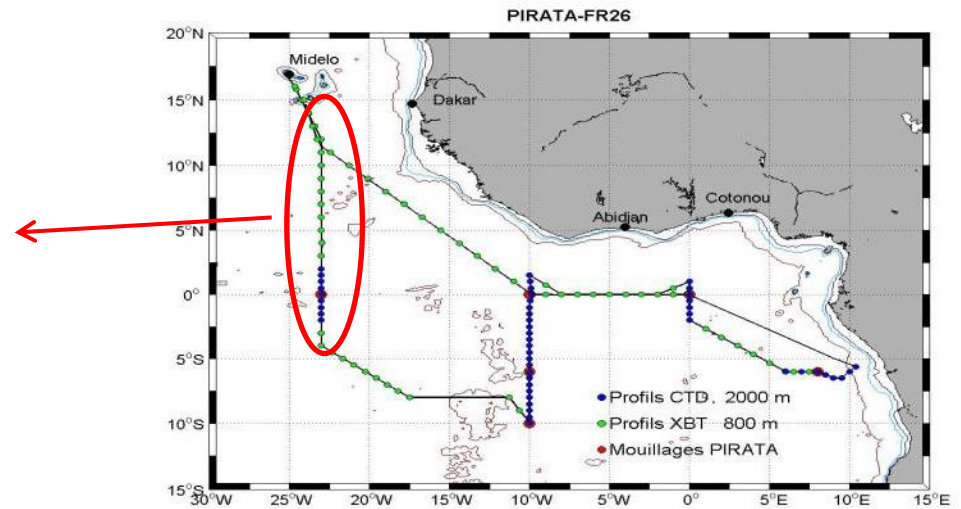 PIRATA-FR26
20°N
15°N
10°N
5°N
0°
5°S
10°S
15°S
Midelo
Dakar
Abidjan
Cotonou
Profils CTD, 2000 m
Profils XBT 800 m
Mouillages PIRATA
30°W 25°W 20°W 15°W 10°W 5°W 0° 5°E 10°E 15°E